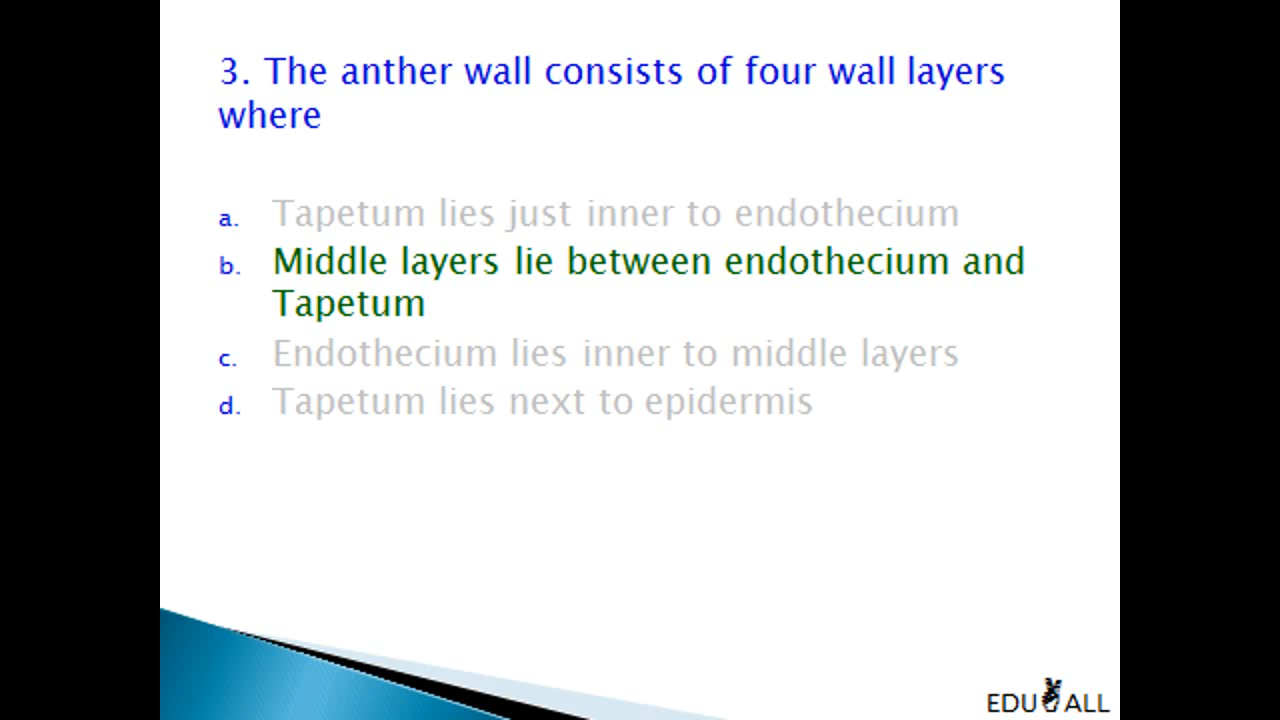 3. The anther wall consists of four wall layers
where
a. Tapetum lies just inner to endothecium
b. Middle layers lie between endothecium and
Tapetum
c. Endothecium lies inner to middle layers
d. Tapetum lies next to epidermis
EDU ALL